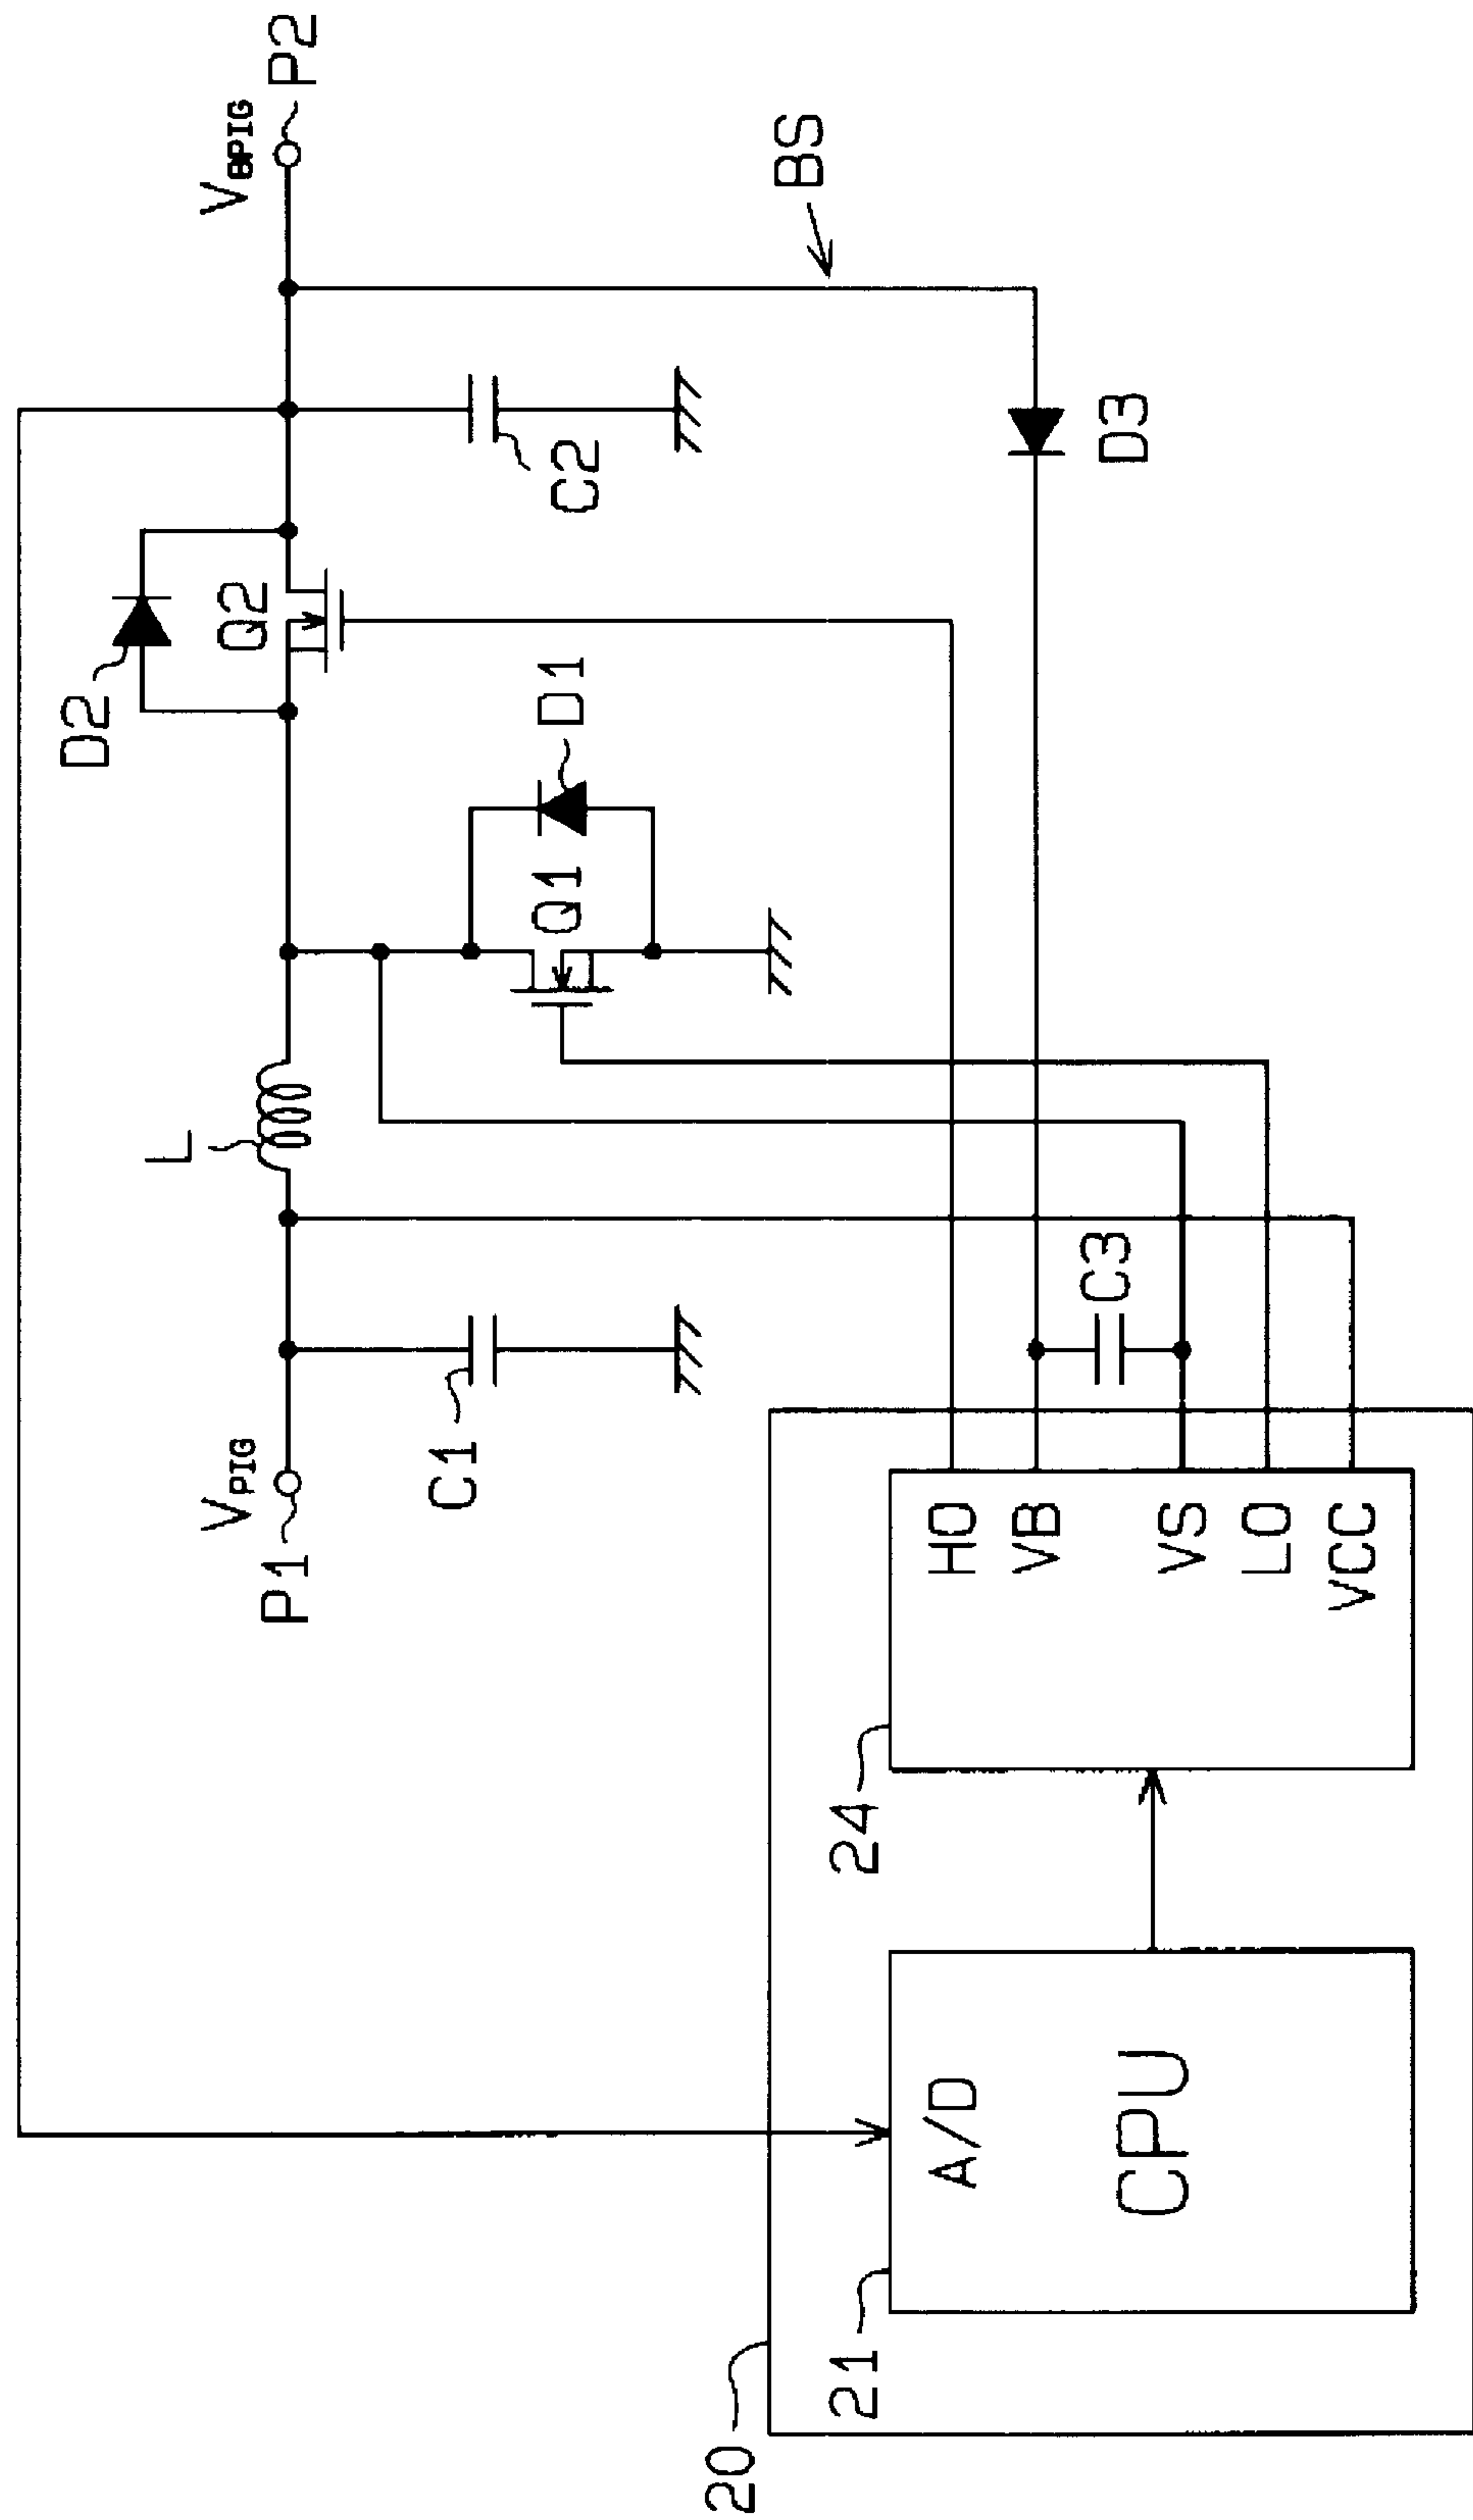 D2
Q2
L
VPIG
P1
VBPIG
P2
C1
Q1
D1
C2
BS
D3
C3
20
21
A/D
CPU
24
HO
VB
VS
LO
VCC